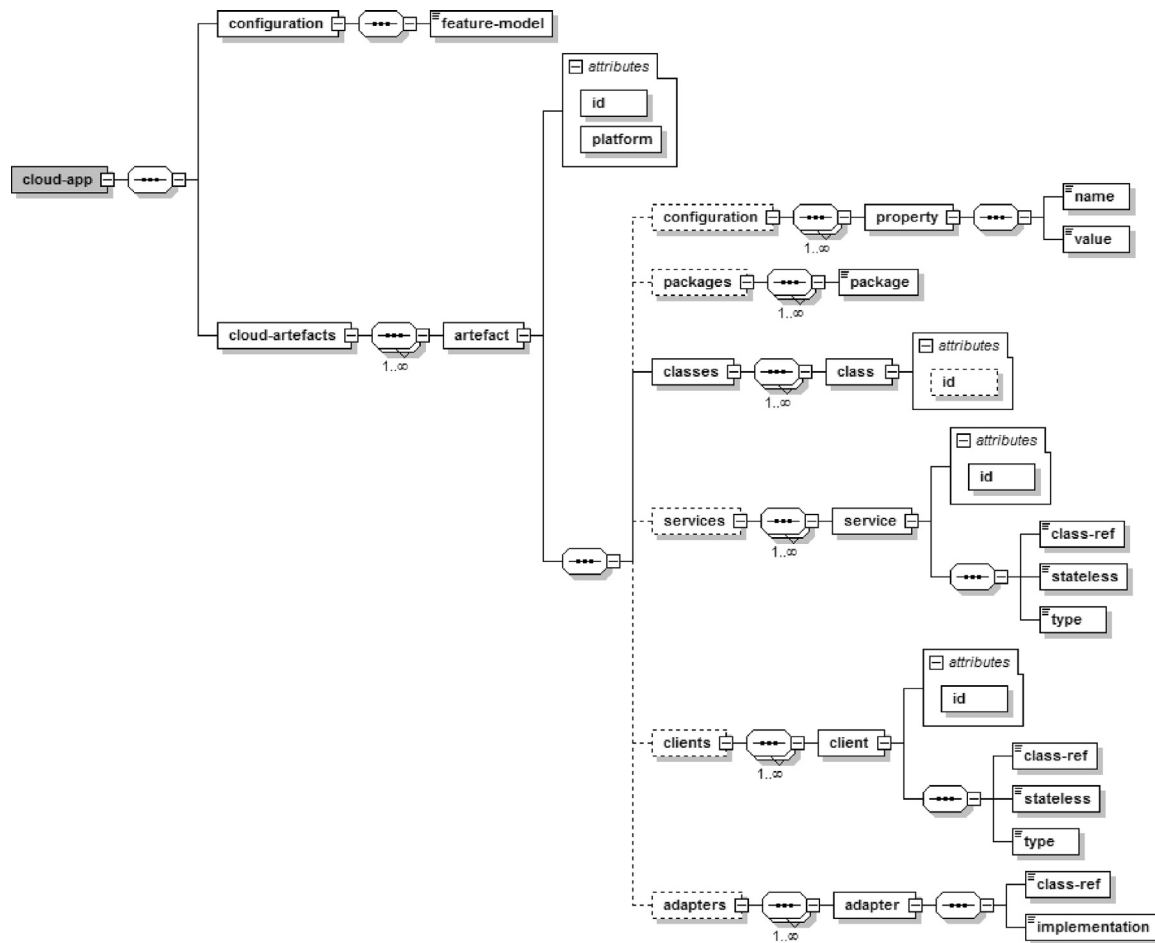 configuration
feature-model
attributes
id
platform
cloud-app
configuration
property
name
value
1..∞
packages
package
1..∞
cloud-artefacts
artefact
1..∞
attributes
id
classes
class
1..∞
attributes
id
services
service
1..∞
class-ref
stateless
type
attributes
id
clients
client
1..∞
class-ref
stateless
type
adapters
adapter
1..∞
class-ref
implementation